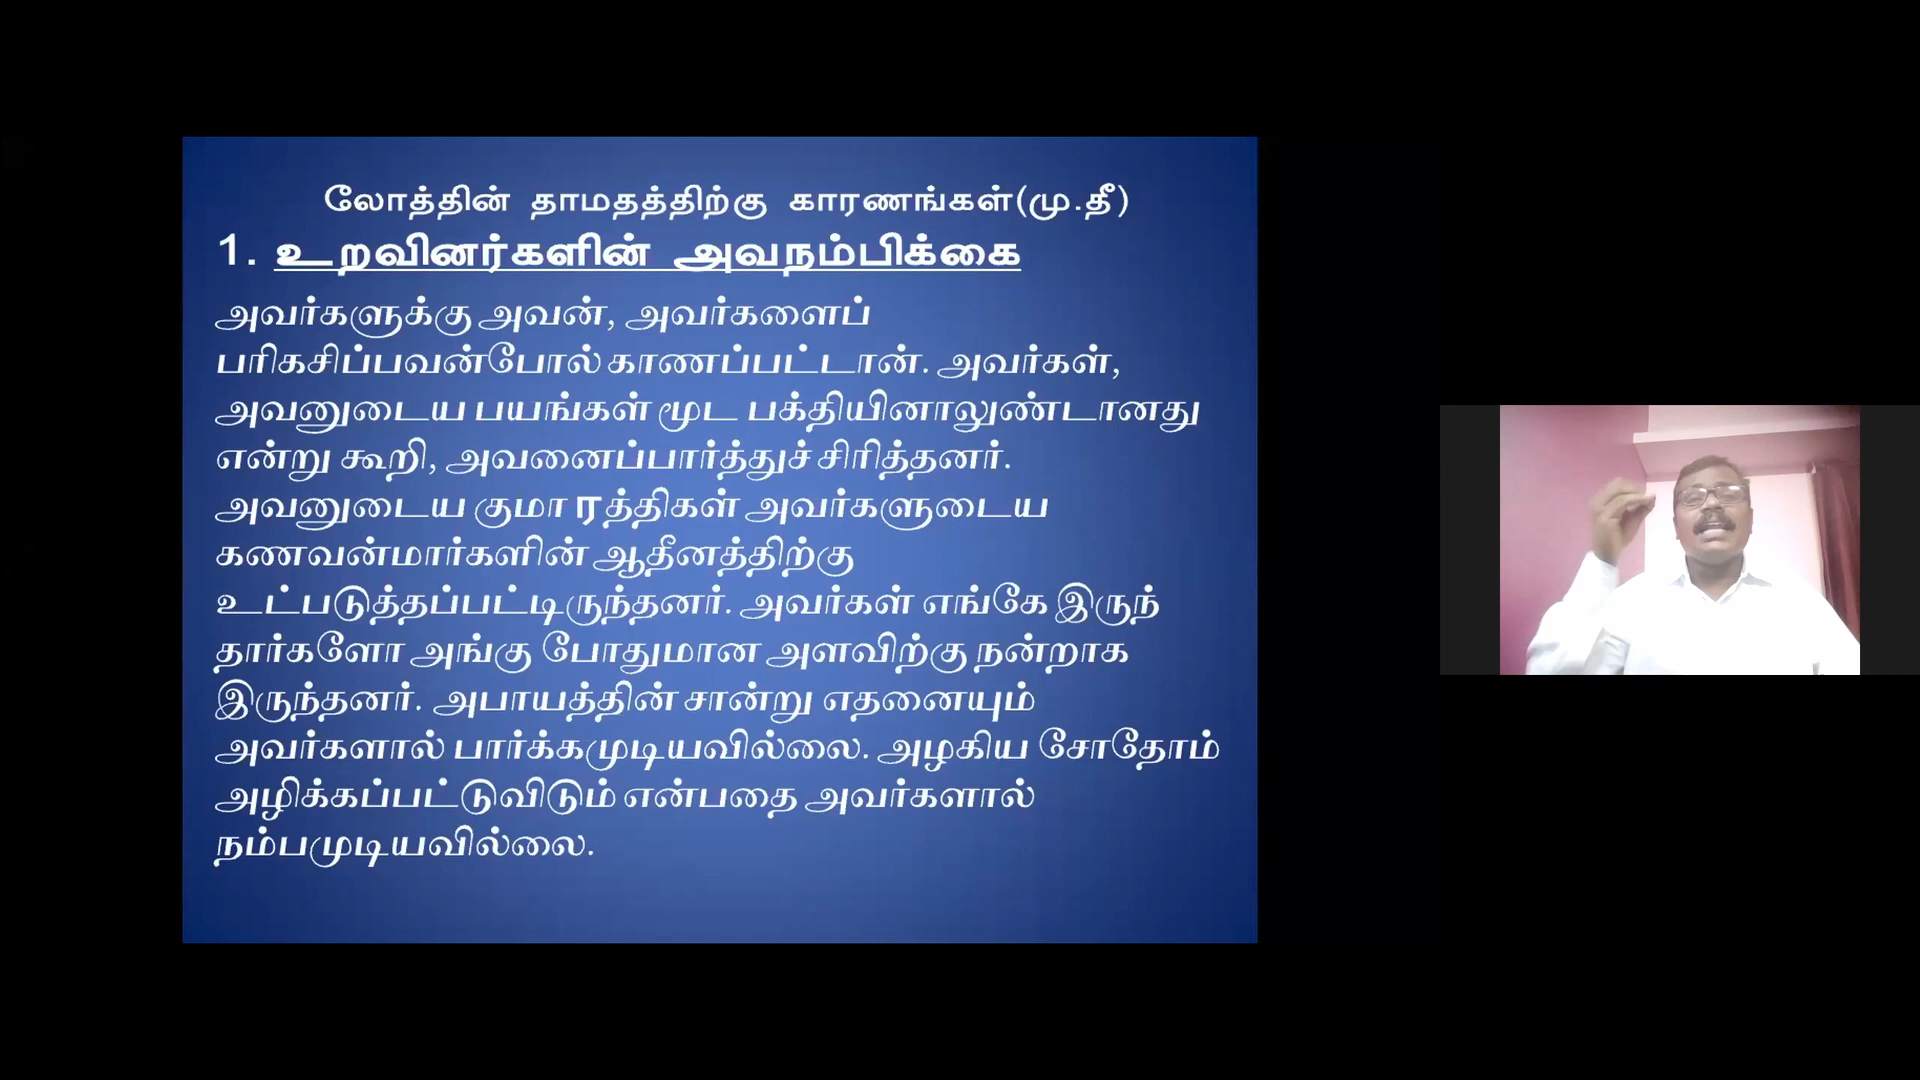 லோத்தின் தாமதத்திற்கு காரணங்கள்(மு.தீ)
1. உறவினர்களின் அவநம்பிக்கை
அவர்களுக்கு அவன், அவர்களைப்
பரிகசிப்பவன்போல் காணப்பட்டான். அவர்கள்,
அவனுடைய பயங்கள் மூட பக்தியினாலுண்டானது
என்று கூறி, அவனைப்பார்த்துச் சிரித்தனர்.
அவனுடைய குமாரத்திகள் அவர்களுடைய
கணவன்மார்களின் ஆதீனத்திற்கு
உட்படுத்தப்பட்டிருந்தனர். அவர்கள் எங்கே இருந்
தார்களோ அங்கு போதுமான அளவிற்கு நன்றாக
இருந்தனர். அபாயத்தின் சான்று எதனையும்
அவர்களால் பார்க்கமுடியவில்லை. அழகிய சோதோம்
அழிக்கப்பட்டுவிடும் என்பதை அவர்களால்
நம்பமுடியவில்லை.